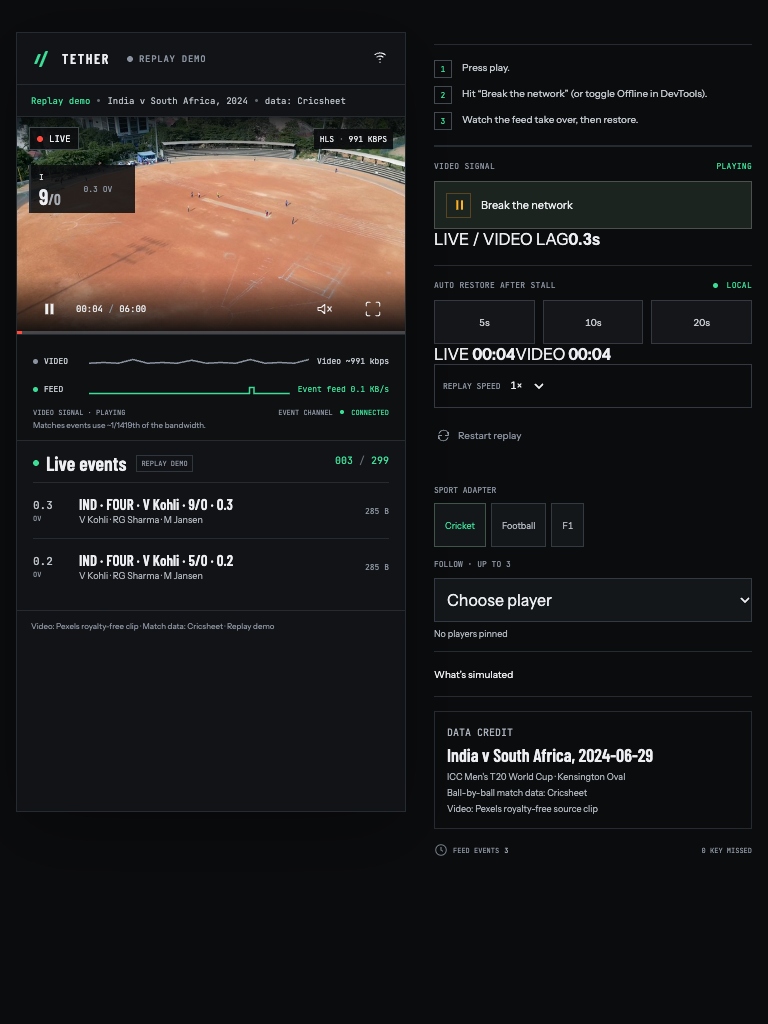 TETHER
REPLAY DEMO
Replay demo • India v South Africa, 2024 • data: Cricsheet
LIVE
HLS · 991 KBPS
I
9/0
0.3 OV
00:04 / 06:00
VIDEO
Video ~991 kbps
FEED
Event feed 0.1 KB/s
VIDEO SIGNAL · PLAYING
EVENT CHANNEL • CONNECTED
Matches events use ~1/1419th of the bandwidth.
Live events
REPLAY DEMO
003 / 299
0.3
OV
IND · FOUR · V Kohli · 9/0 · 0.3
V Kohli · RG Sharma · M Jansen
285 B
0.2
OV
IND · FOUR · V Kohli · 5/0 · 0.2
V Kohli · RG Sharma · M Jansen
285 B
Video: Pexels royalty-free clip · Match data: Cricsheet · Replay demo
1 Press play.
2 Hit “Break the network” (or toggle Offline in DevTools).
3 Watch the feed take over, then restore.
VIDEO SIGNAL
PLAYING
Break the network
LIVE / VIDEO LAG0.3s
AUTO RESTORE AFTER STALL
LOCAL
5s
10s
20s
LIVE 00:04VIDEO 00:04
REPLAY SPEED 1×
Restart replay
SPORT ADAPTER
Cricket
Football
F1
FOLLOW · UP TO 3
Choose player
No players pinned
What's simulated
DATA CREDIT
India v South Africa, 2024-06-29
ICC Men's T20 World Cup · Kensington Oval
Ball-by-ball match data: Cricsheet
Video: Pexels royalty-free source clip
FEED EVENTS 3
0 KEY MISSED